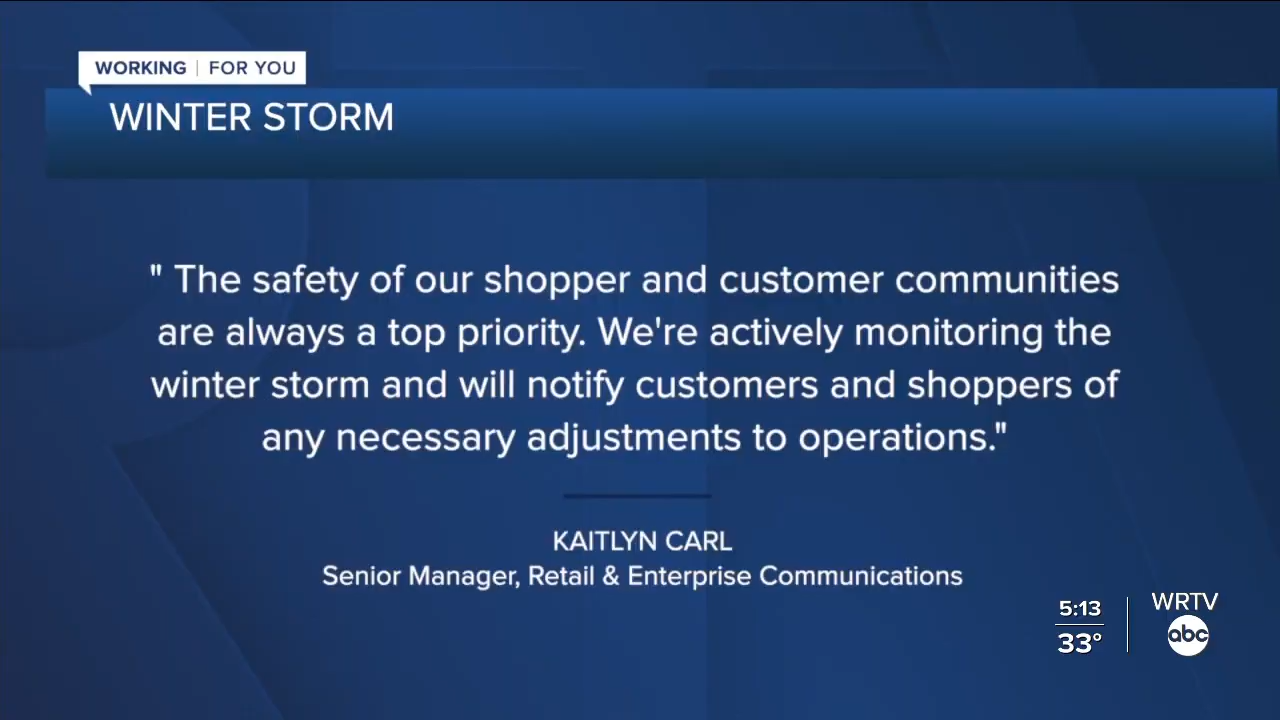 WORKING | FOR YOU
WINTER STORM
" The safety of our shopper and customer communities
are always a top priority. We're actively monitoring the
winter storm and will notify customers and shoppers of
any necessary adjustments to operations."
KAITLYN CARL
Senior Manager, Retail & Enterprise Communications
5:13
33°
WRTV
abc